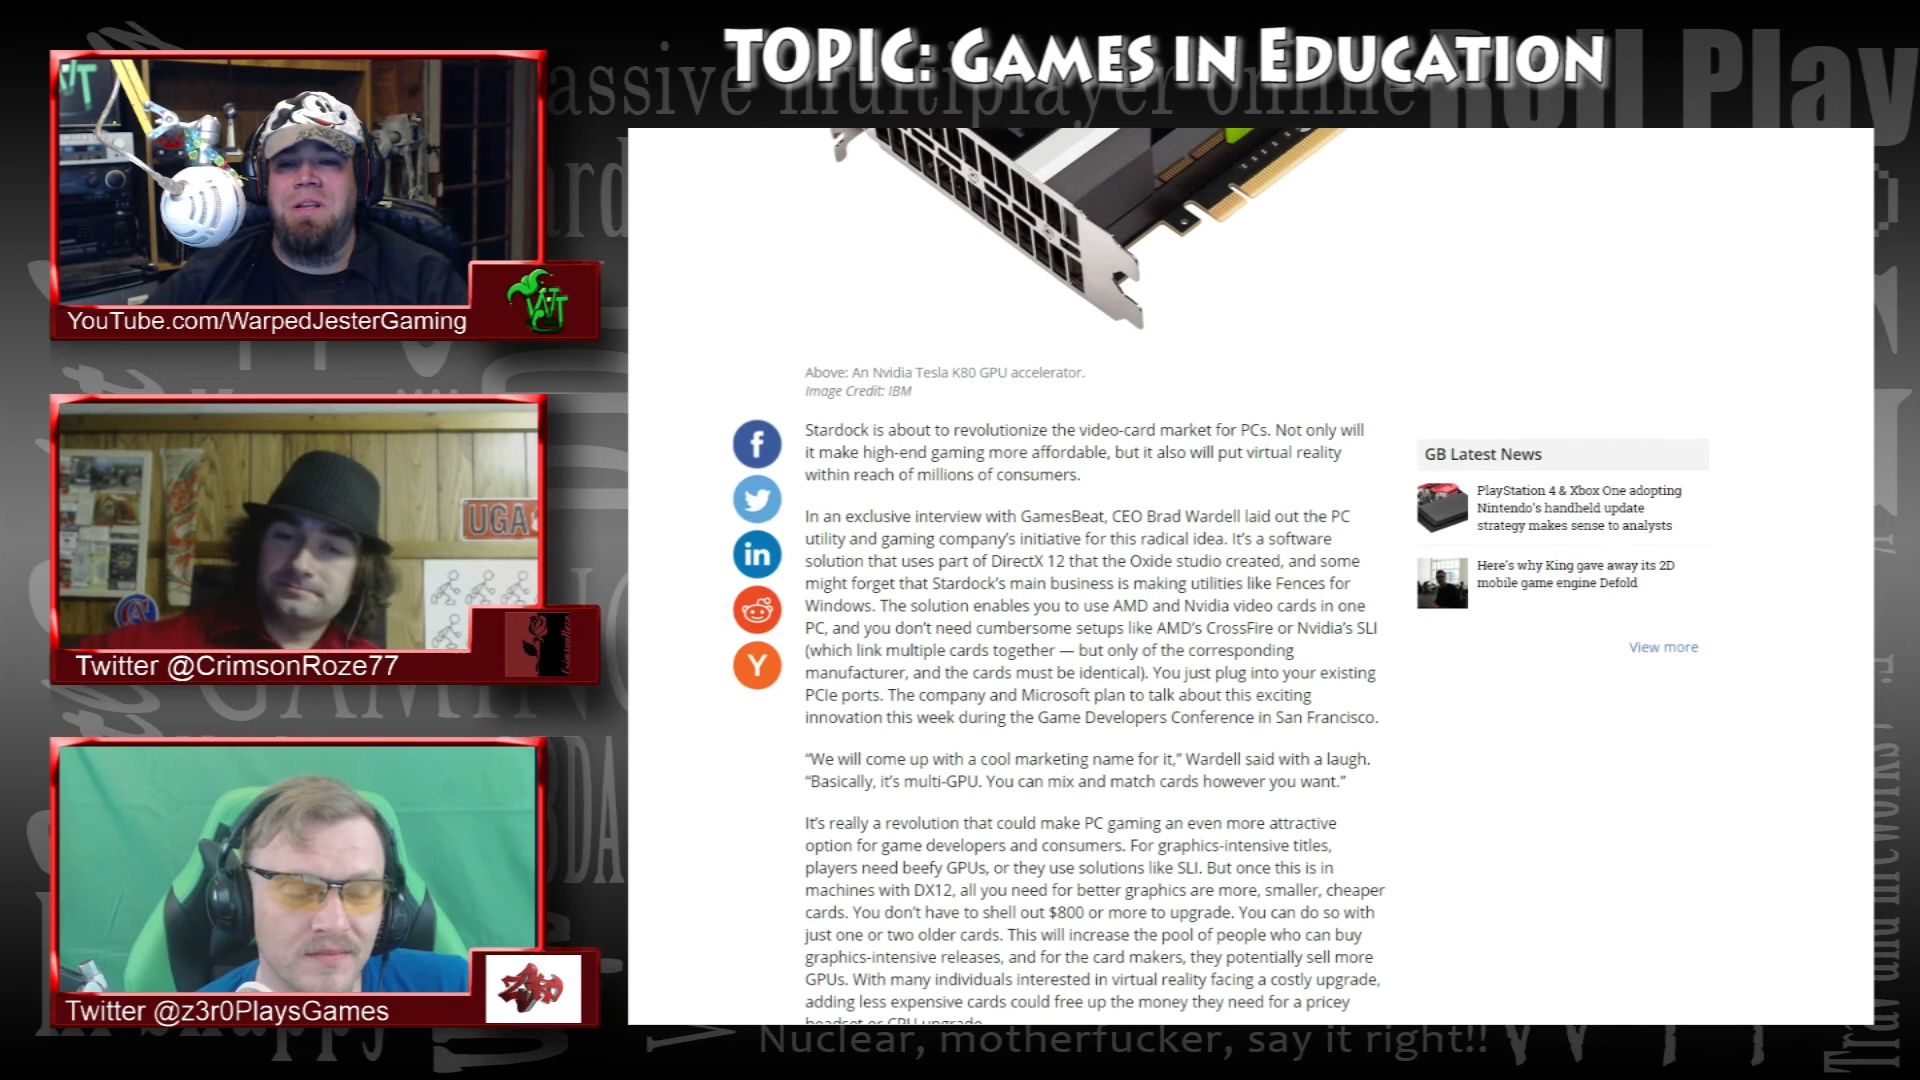 TOPIC: Games in Education
assive multiplayer online
Roll Play
YouTube.com/WarpedJesterGaming
WT
UGA
Twitter @CrimsonRoze77
Twitter @z3r0PlaysGames
Above: An Nvidia Tesla K80 GPU accelerator.
Image Credit: IBM
Stardock is about to revolutionize the video-card market for PCs. Not only will
it make high-end gaming more affordable, but it also will put virtual reality
within reach of millions of consumers.
In an exclusive interview with GamesBeat, CEO Brad Wardell laid out the PC
utility and gaming company’s initiative for this radical idea. It’s a software
solution that uses part of DirectX 12 that the Oxide studio created, and some
might forget that Stardock’s main business is making utilities like Fences for
Windows. The solution enables you to use AMD and Nvidia video cards in one
PC, and you don’t need cumbersome setups like AMD’s CrossFire or Nvidia’s SLI
(which link multiple cards together — but only of the corresponding
manufacturer, and the cards must be identical). You just plug into your existing
PCIe ports. The company and Microsoft plan to talk about this exciting
innovation this week during the Game Developers Conference in San Francisco.
“We will come up with a cool marketing name for it,” Wardell said with a laugh.
“Basically, it’s multi-GPU. You can mix and match cards however you want.”
It’s really a revolution that could make PC gaming an even more attractive
option for game developers and consumers. For graphics-intensive titles,
players need beefy GPUs, or they use solutions like SLI. But once this is in
machines with DX12, all you need for better graphics are more, smaller, cheaper
cards. You don’t have to shell out $800 or more to upgrade. You can do so with
just one or two older cards. This will increase the pool of people who can buy
graphics-intensive releases, and for the card makers, they potentially sell more
GPUs. With many individuals interested in virtual reality facing a costly upgrade,
adding less expensive cards could free up the money they need for a pricey
headset or CPU upgrade.
GB Latest News
PlayStation 4 & Xbox One adopting
Nintendo’s handheld update
strategy makes sense to analysts
Here’s why King gave away its 2D
mobile game engine Defold
View more
Nuclear, motherfucker, say it right!!